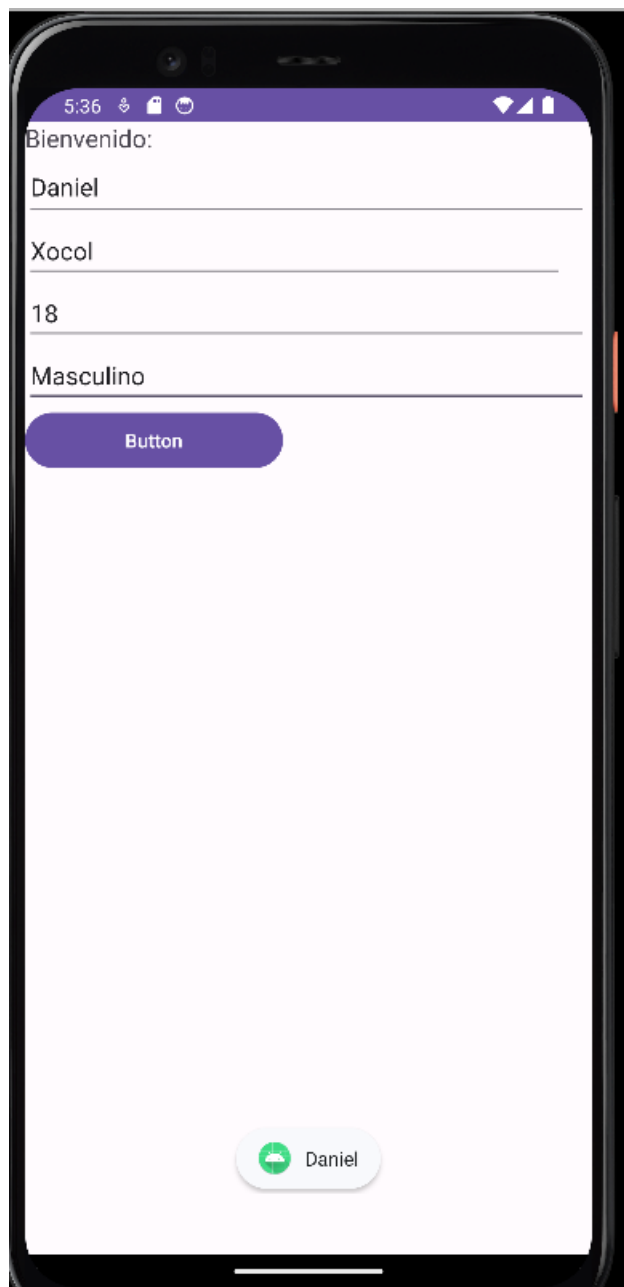 5:36
Bienvenido:
Daniel
Xocol
18
Masculino
Button
Daniel